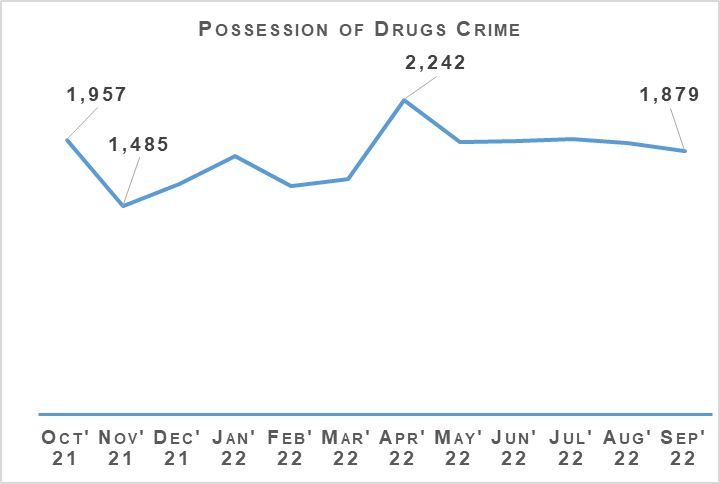 Possession of Drugs Crime
2,242
1,957
1,879
1,485
Oct' Nov' Dec' Jan' Feb' Mar' Apr' May' Jun' Jul' Aug' Sep'
21 21 21 22 22 22 22 22 22 22 22 22